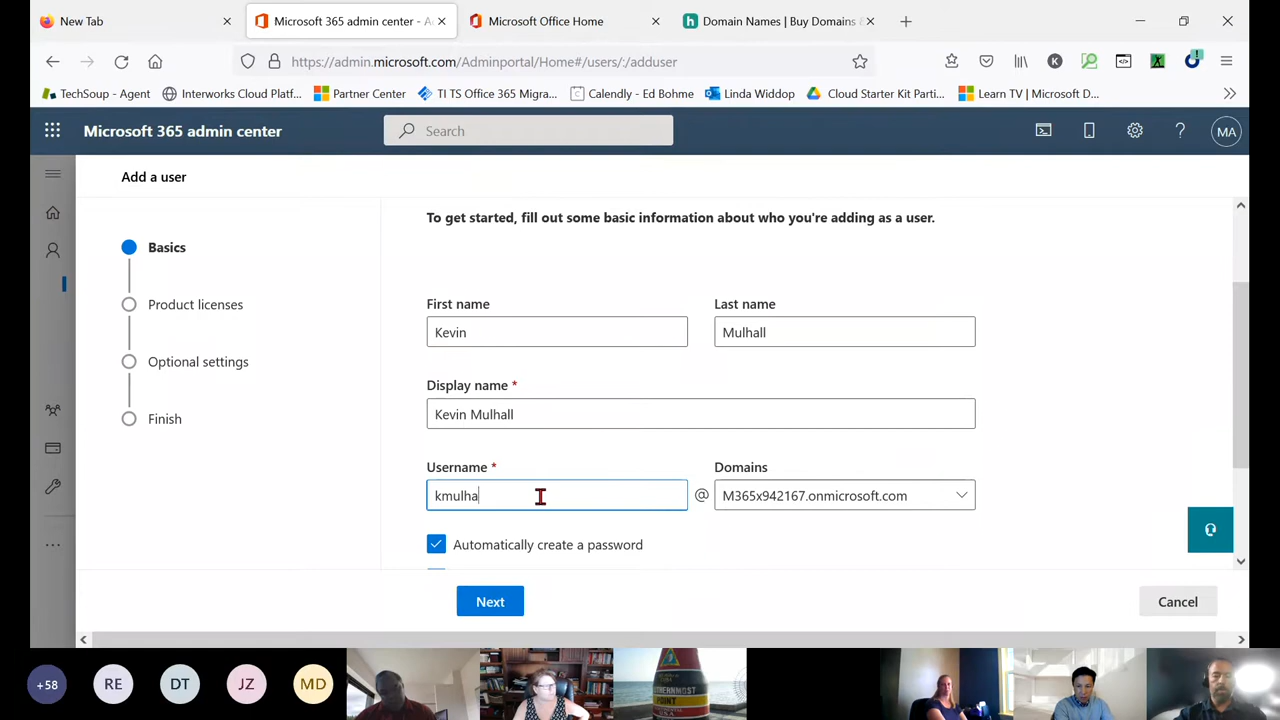 New Tab
Microsoft 365 admin center - A
Microsoft Office Home
Domain Names | Buy Domains
https://admin.microsoft.com/Adminportal/Home#/users/:/adduser
TechSoup - Agent
Interworks Cloud Platf...
Partner Center
TI TS Office 365 Migra...
Calendly - Ed Bohme
Linda Widdop
Cloud Starter Kit Parti...
Learn TV | Microsoft D...
Microsoft 365 admin center
Search
MA
Add a user
Basics
Product licenses
Optional settings
Finish
To get started, fill out some basic information about who you're adding as a user.
First name
Last name
Kevin
Mulhall
Display name *
Kevin Mulhall
Username *
Domains
kmulha
@
M365x942167.onmicrosoft.com
Automatically create a password
Next
Cancel
+58
RE
DT
JZ
MD